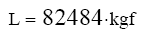 L = 82484·kgf